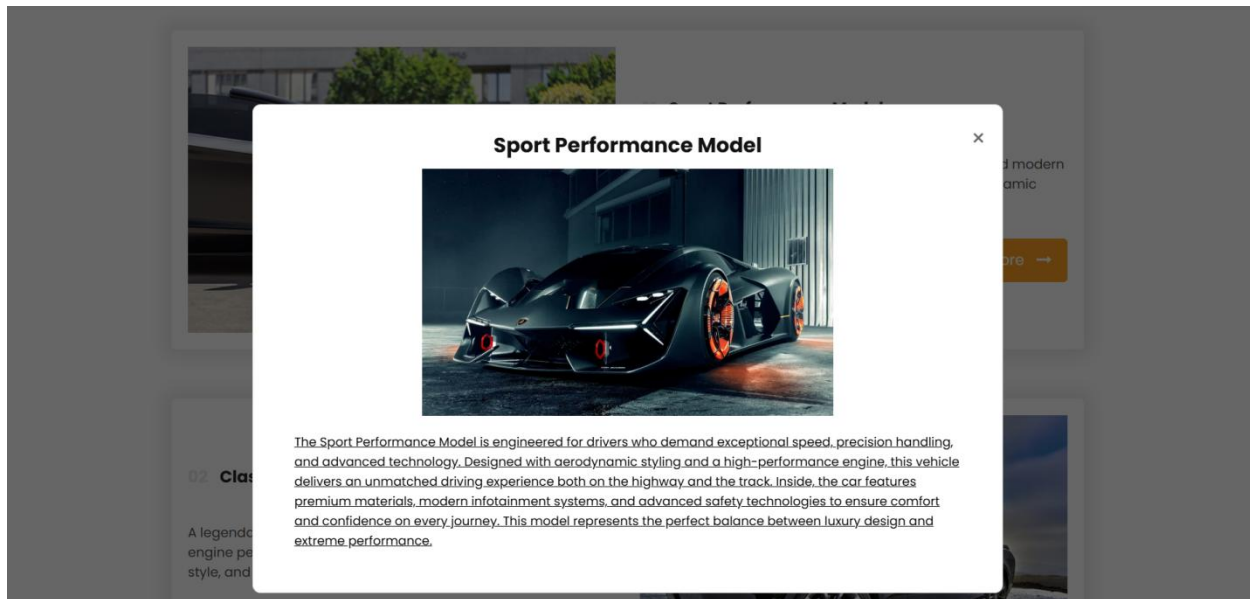 Sport Performance Model
×
d modern
amic
ore →
The Sport Performance Model is engineered for drivers who demand exceptional speed, precision handling,
and advanced technology. Designed with aerodynamic styling and a high-performance engine, this vehicle
delivers an unmatched driving experience both on the highway and the track. Inside, the car features
premium materials, modern infotainment systems, and advanced safety technologies to ensure comfort
and confidence on every journey. This model represents the perfect balance between luxury design and
extreme performance.
02 Clas
A legenda
engine pe
style, and